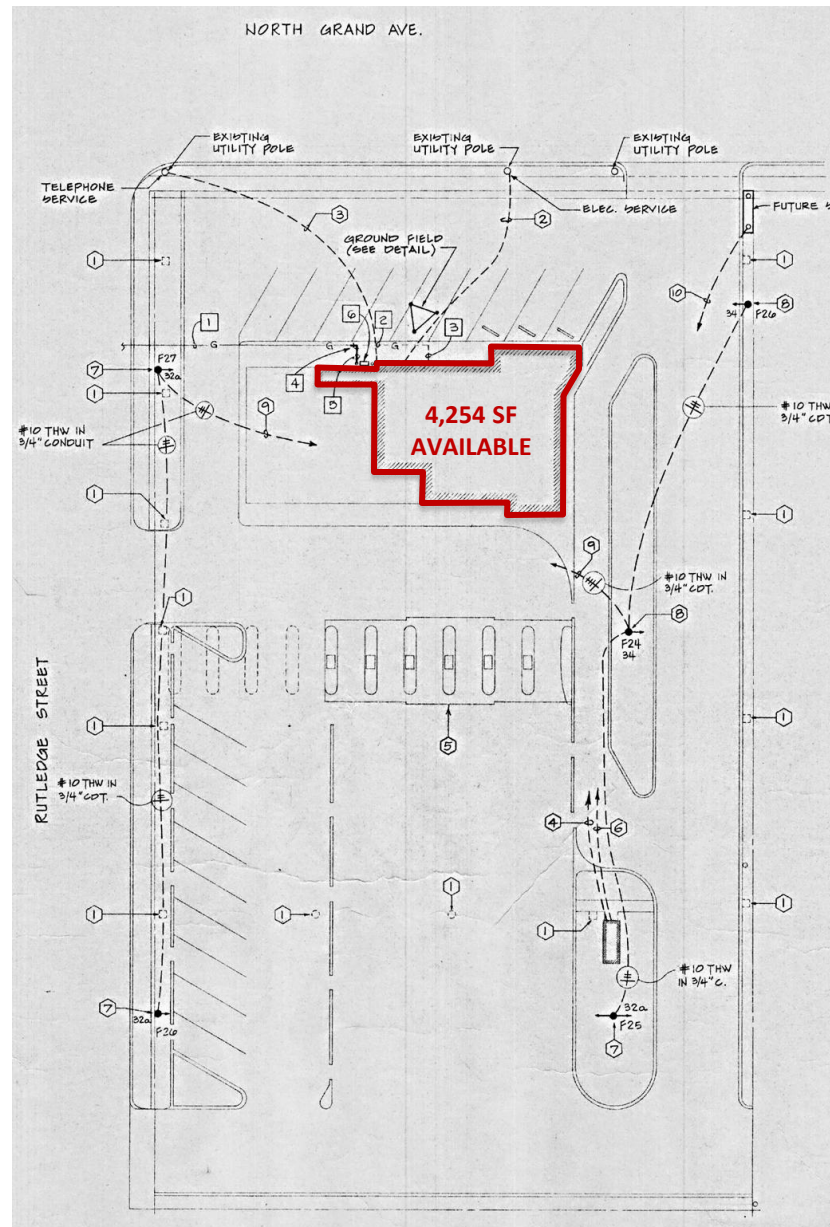 NORTH GRAND AVE.
EXISTING
UTILITY POLE
EXISTING
UTILITY POLE
EXISTING
UTILITY POLE
TELEPHONE
SERVICE
ELEC. SERVICE
FUTURE
3
2
GROUND FIELD
(SEE DETAIL)
1
1
10
8
34
F26
6
1
2
3
G
G
4
5
7
F27
32a
1
#10 THW IN
3/4" CONDUIT
9
4,254 SF
AVAILABLE
#10 THW
3/4" CDT
1
1
9
#10 THW IN
3/4" CDT.
1
8
F24
34
RUTLEDGE STREET
1
1
5
#10 THW IN
3/4" CDT.
4
6
1
1
1
1
1
#10 THW
IN 3/4" C.
7
32a
F26
32a
F25
7